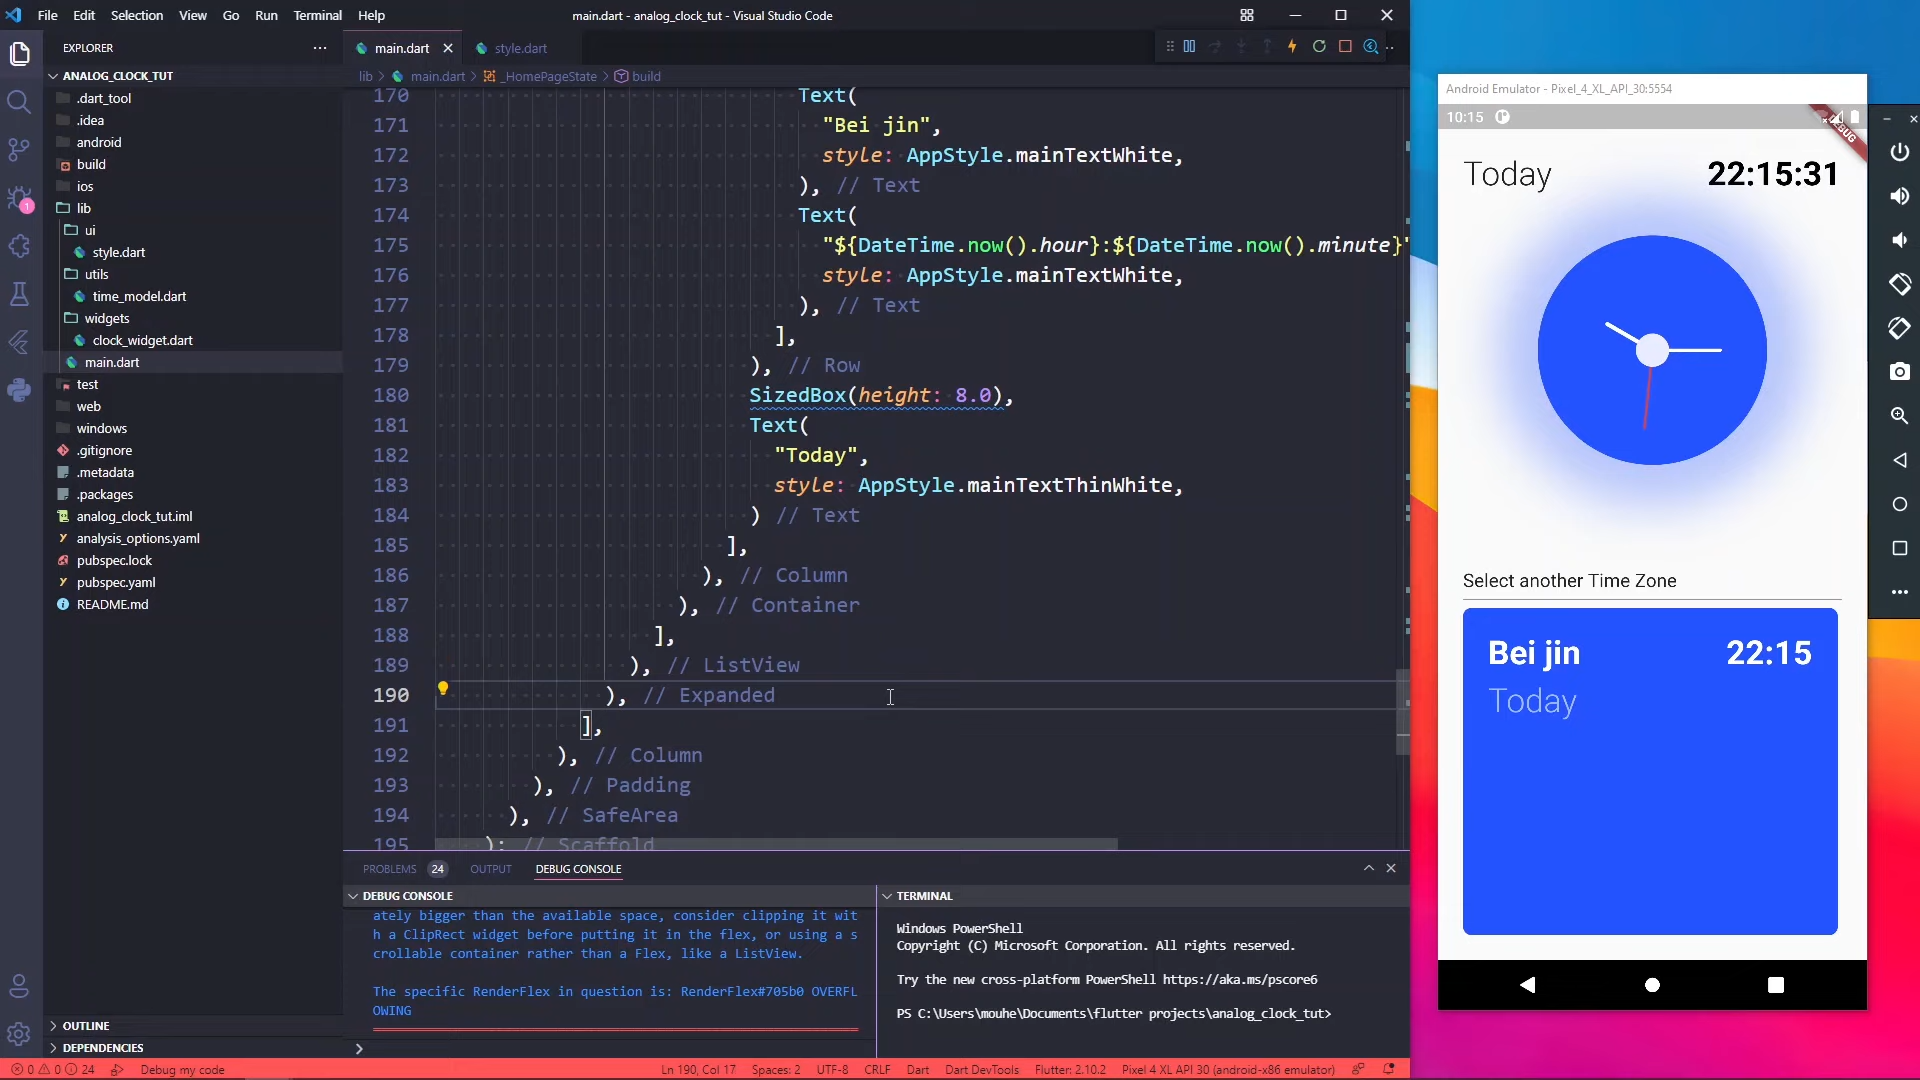 File Edit Selection View Go Run Terminal Help
main.dart - analog_clock_tut - Visual Studio Code
EXPLORER
ANALOG_CLOCK_TUT
.dart_tool
.idea
android
build
ios
lib
ui
style.dart
utils
time_model.dart
widgets
clock_widget.dart
main.dart
test
web
windows
.gitignore
.metadata
.packages
analog_clock_tut.iml
analysis_options.yaml
pubspec.lock
pubspec.yaml
README.md
OUTLINE
DEPENDENCIES
1
main.dart
style.dart
lib > main.dart > _HomePageState > build
170 Text(
171 "Bei jin",
172 style: AppStyle.mainTextWhite,
173 ), // Text
174 Text(
175 "${DateTime.now().hour}:${DateTime.now().minute}"
176 style: AppStyle.mainTextWhite,
177 ), // Text
178 ],
179 ), // Row
180 SizedBox(height: 8.0),
181 Text(
182 "Today",
183 style: AppStyle.mainTextThinWhite,
184 ) // Text
185 ],
186 ), // Column
187 ), // Container
188 ],
189 ), // ListView
190 ), // Expanded
191 ],
192 ), // Column
193 ), // Padding
194 ), // SafeArea
195 ); // Scaffold
PROBLEMS 24 OUTPUT DEBUG CONSOLE
DEBUG CONSOLE
ately bigger than the available space, consider clipping it wit
h a ClipRect widget before putting it in the flex, or using a s
crollable container rather than a Flex, like a ListView.
The specific RenderFlex in question is: RenderFlex#705b0 OVERFL
OWING
TERMINAL
Windows PowerShell
Copyright (C) Microsoft Corporation. All rights reserved.
Try the new cross-platform PowerShell https://aka.ms/pscore6
PS C:\Users\mouhe\Documents\flutter projects\analog_clock_tut>
0 0 24 Debug my code
Ln 190, Col 17 Spaces: 2 UTF-8 CRLF Dart Dart DevTools Flutter: 2.10.2 Pixel 4 XL API 30 (android-x86 emulator)
Android Emulator - Pixel_4_XL_API_30:5554
10:15
DEBUG
Today 22:15:31
Select another Time Zone
Bei jin 22:15
Today